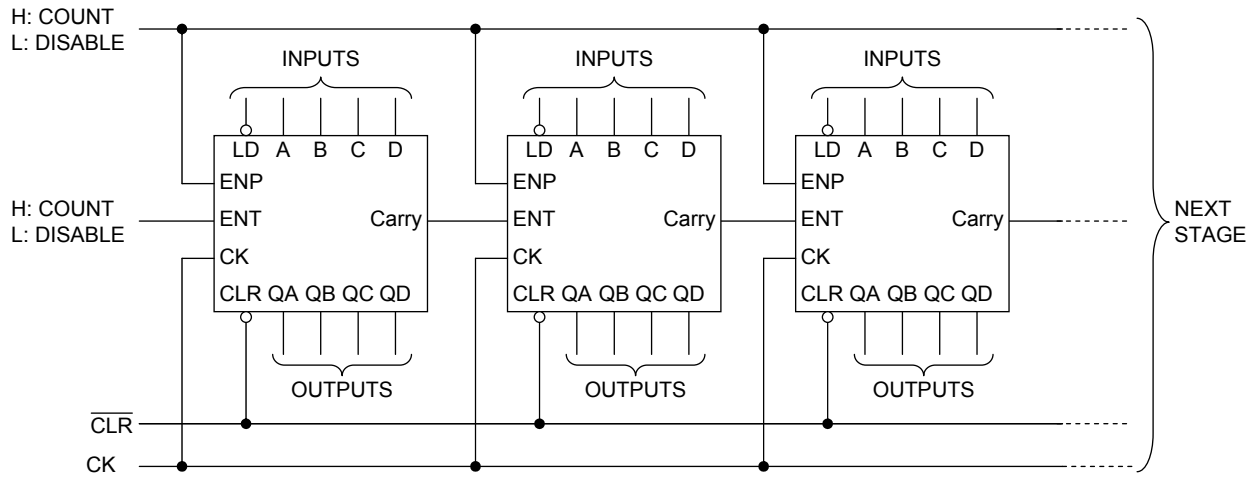 H: COUNT
L: DISABLE
INPUTS INPUTS INPUTS
LD A B C D LD A B C D LD A B C D
ENP ENP ENP
H: COUNT
L: DISABLE
ENT Carry ENT Carry ENT Carry
NEXT
STAGE
CK CK CK
CLR QA QB QC QD CLR QA QB QC QD CLR QA QB QC QD
OUTPUTS OUTPUTS OUTPUTS
C̅L̅R̅
CK